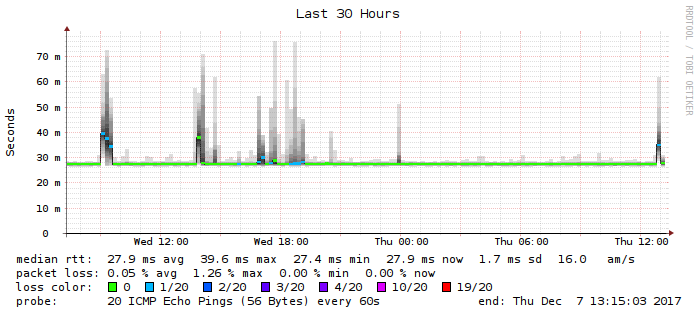 Last 30 Hours
RRDTOOL / TOBI OETIKER
Seconds
70 m
60 m
50 m
40 m
30 m
20 m
10 m
0
Wed 12:00 Wed 18:00 Thu 00:00 Thu 06:00 Thu 12:00
median rtt: 27.9 ms avg 39.6 ms max 27.4 ms min 27.9 ms now 1.7 ms sd 16.0 am/s
packet loss: 0.05 % avg 1.26 % max 0.00 % min 0.00 % now
loss color: 0 1/20 2/20 3/20 4/20 10/20 19/20
probe: 20 ICMP Echo Pings (56 Bytes) every 60s end: Thu Dec 7 13:15:03 2017